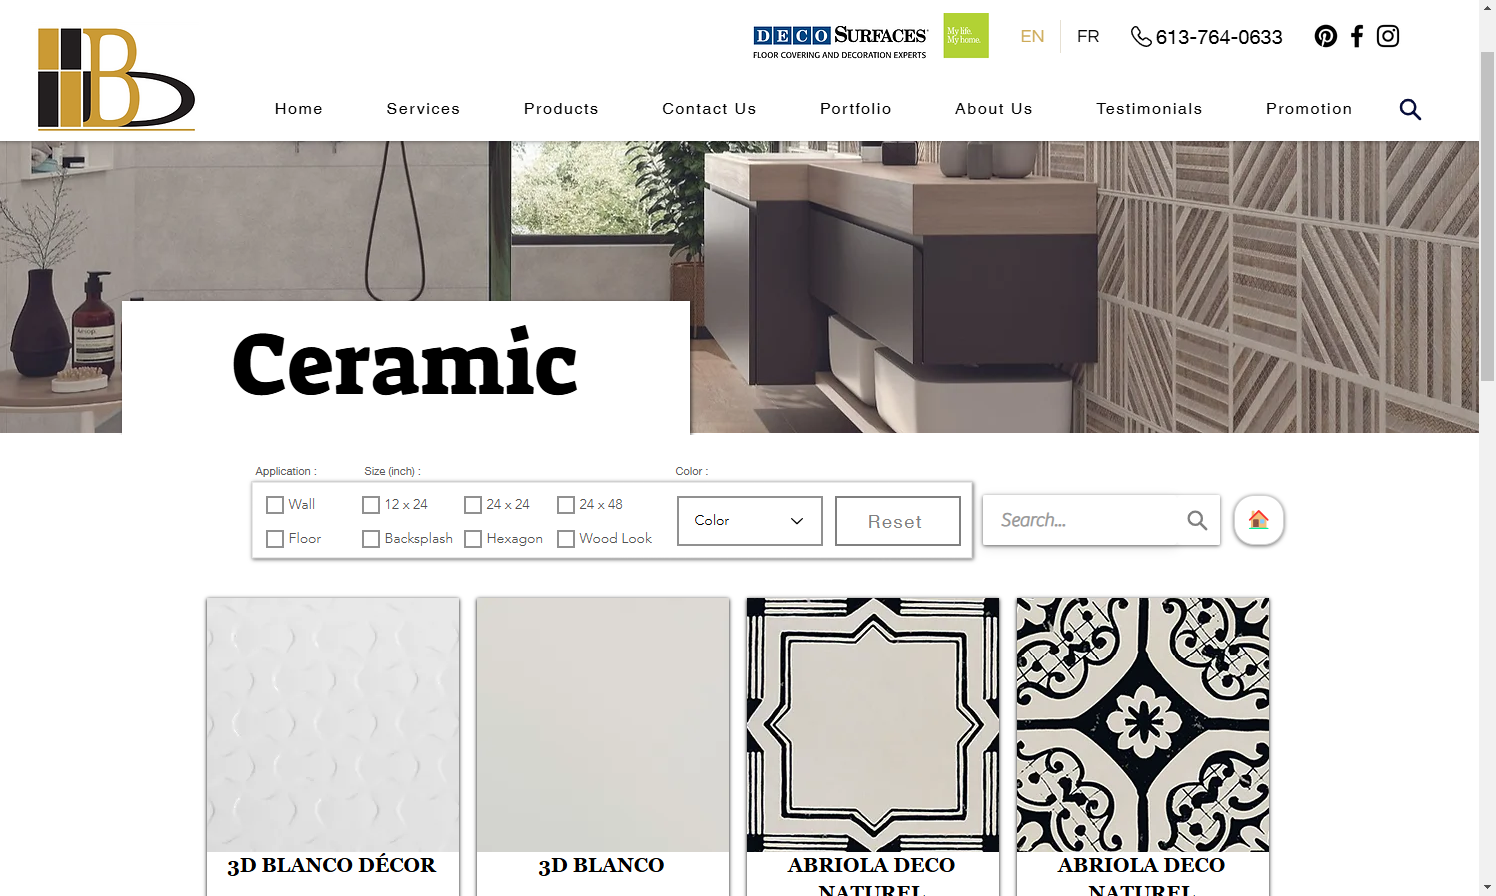 DECO SURFACES
FLOOR COVERING AND DECORATION EXPERTS
My life.
My home.
EN
FR
613-764-0633
B
Home
Services
Products
Contact Us
Portfolio
About Us
Testimonials
Promotion
Aesop.
Ceramic
Application :
Size (inch) :
Color :
Wall
12 x 24
24 x 24
24 x 48
Color
Reset
Search...
Floor
Backsplash
Hexagon
Wood Look
3D BLANCO DÉCOR
3D BLANCO
ABRIOLA DECO
NATUREL
ABRIOLA DECO
NATUREL